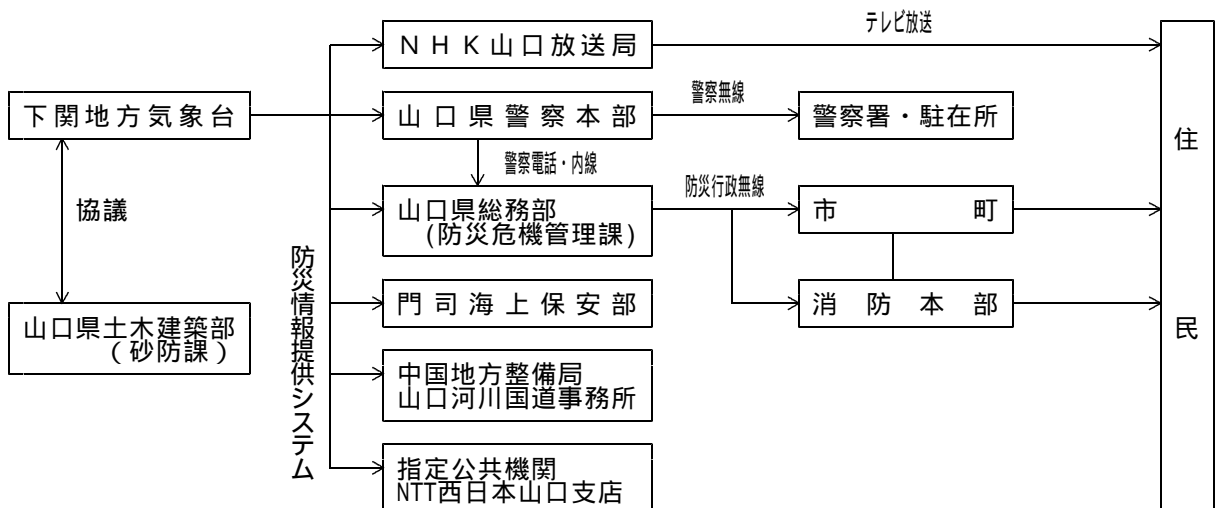 テレビ放送
ＮＨＫ山口放送局
警察無線
下関地方気象台
山口県警察本部
警察署・駐在所
住民
警察電話・内線
協議
防災行政無線
山口県総務部
(防災危機管理課)
市町
防災情報提供システム
門司海上保安部
消防本部
山口県土木建築部
（砂防課）
中国地方整備局
山口河川国道事務所
指定公共機関
NTT西日本山口支店